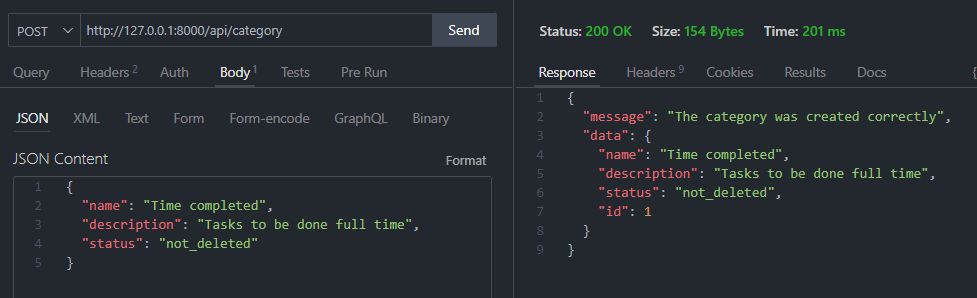 POST http://127.0.0.1:8000/api/category Send
Query Headers 2 Auth Body 1 Tests Pre Run
JSON XML Text Form Form-encode GraphQL Binary
JSON Content Format
1 {
2 "name": "Time completed",
3 "description": "Tasks to be done full time",
4 "status": "not_deleted"
5 }
Status: 200 OK Size: 154 Bytes Time: 201 ms
Response Headers 9 Cookies Results Docs {
1 {
2 "message": "The category was created correctly",
3 "data": {
4 "name": "Time completed",
5 "description": "Tasks to be done full time",
6 "status": "not_deleted",
7 "id": 1
8 }
9 }